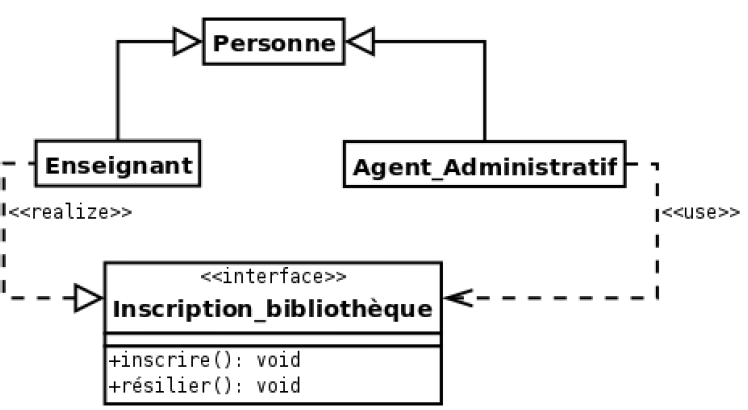 Personne
Enseignant
Agent_Administratif
<<realize>>
<<use>>
<<interface>>
Inscription_bibliothèque
+inscrire(): void
+résilier(): void